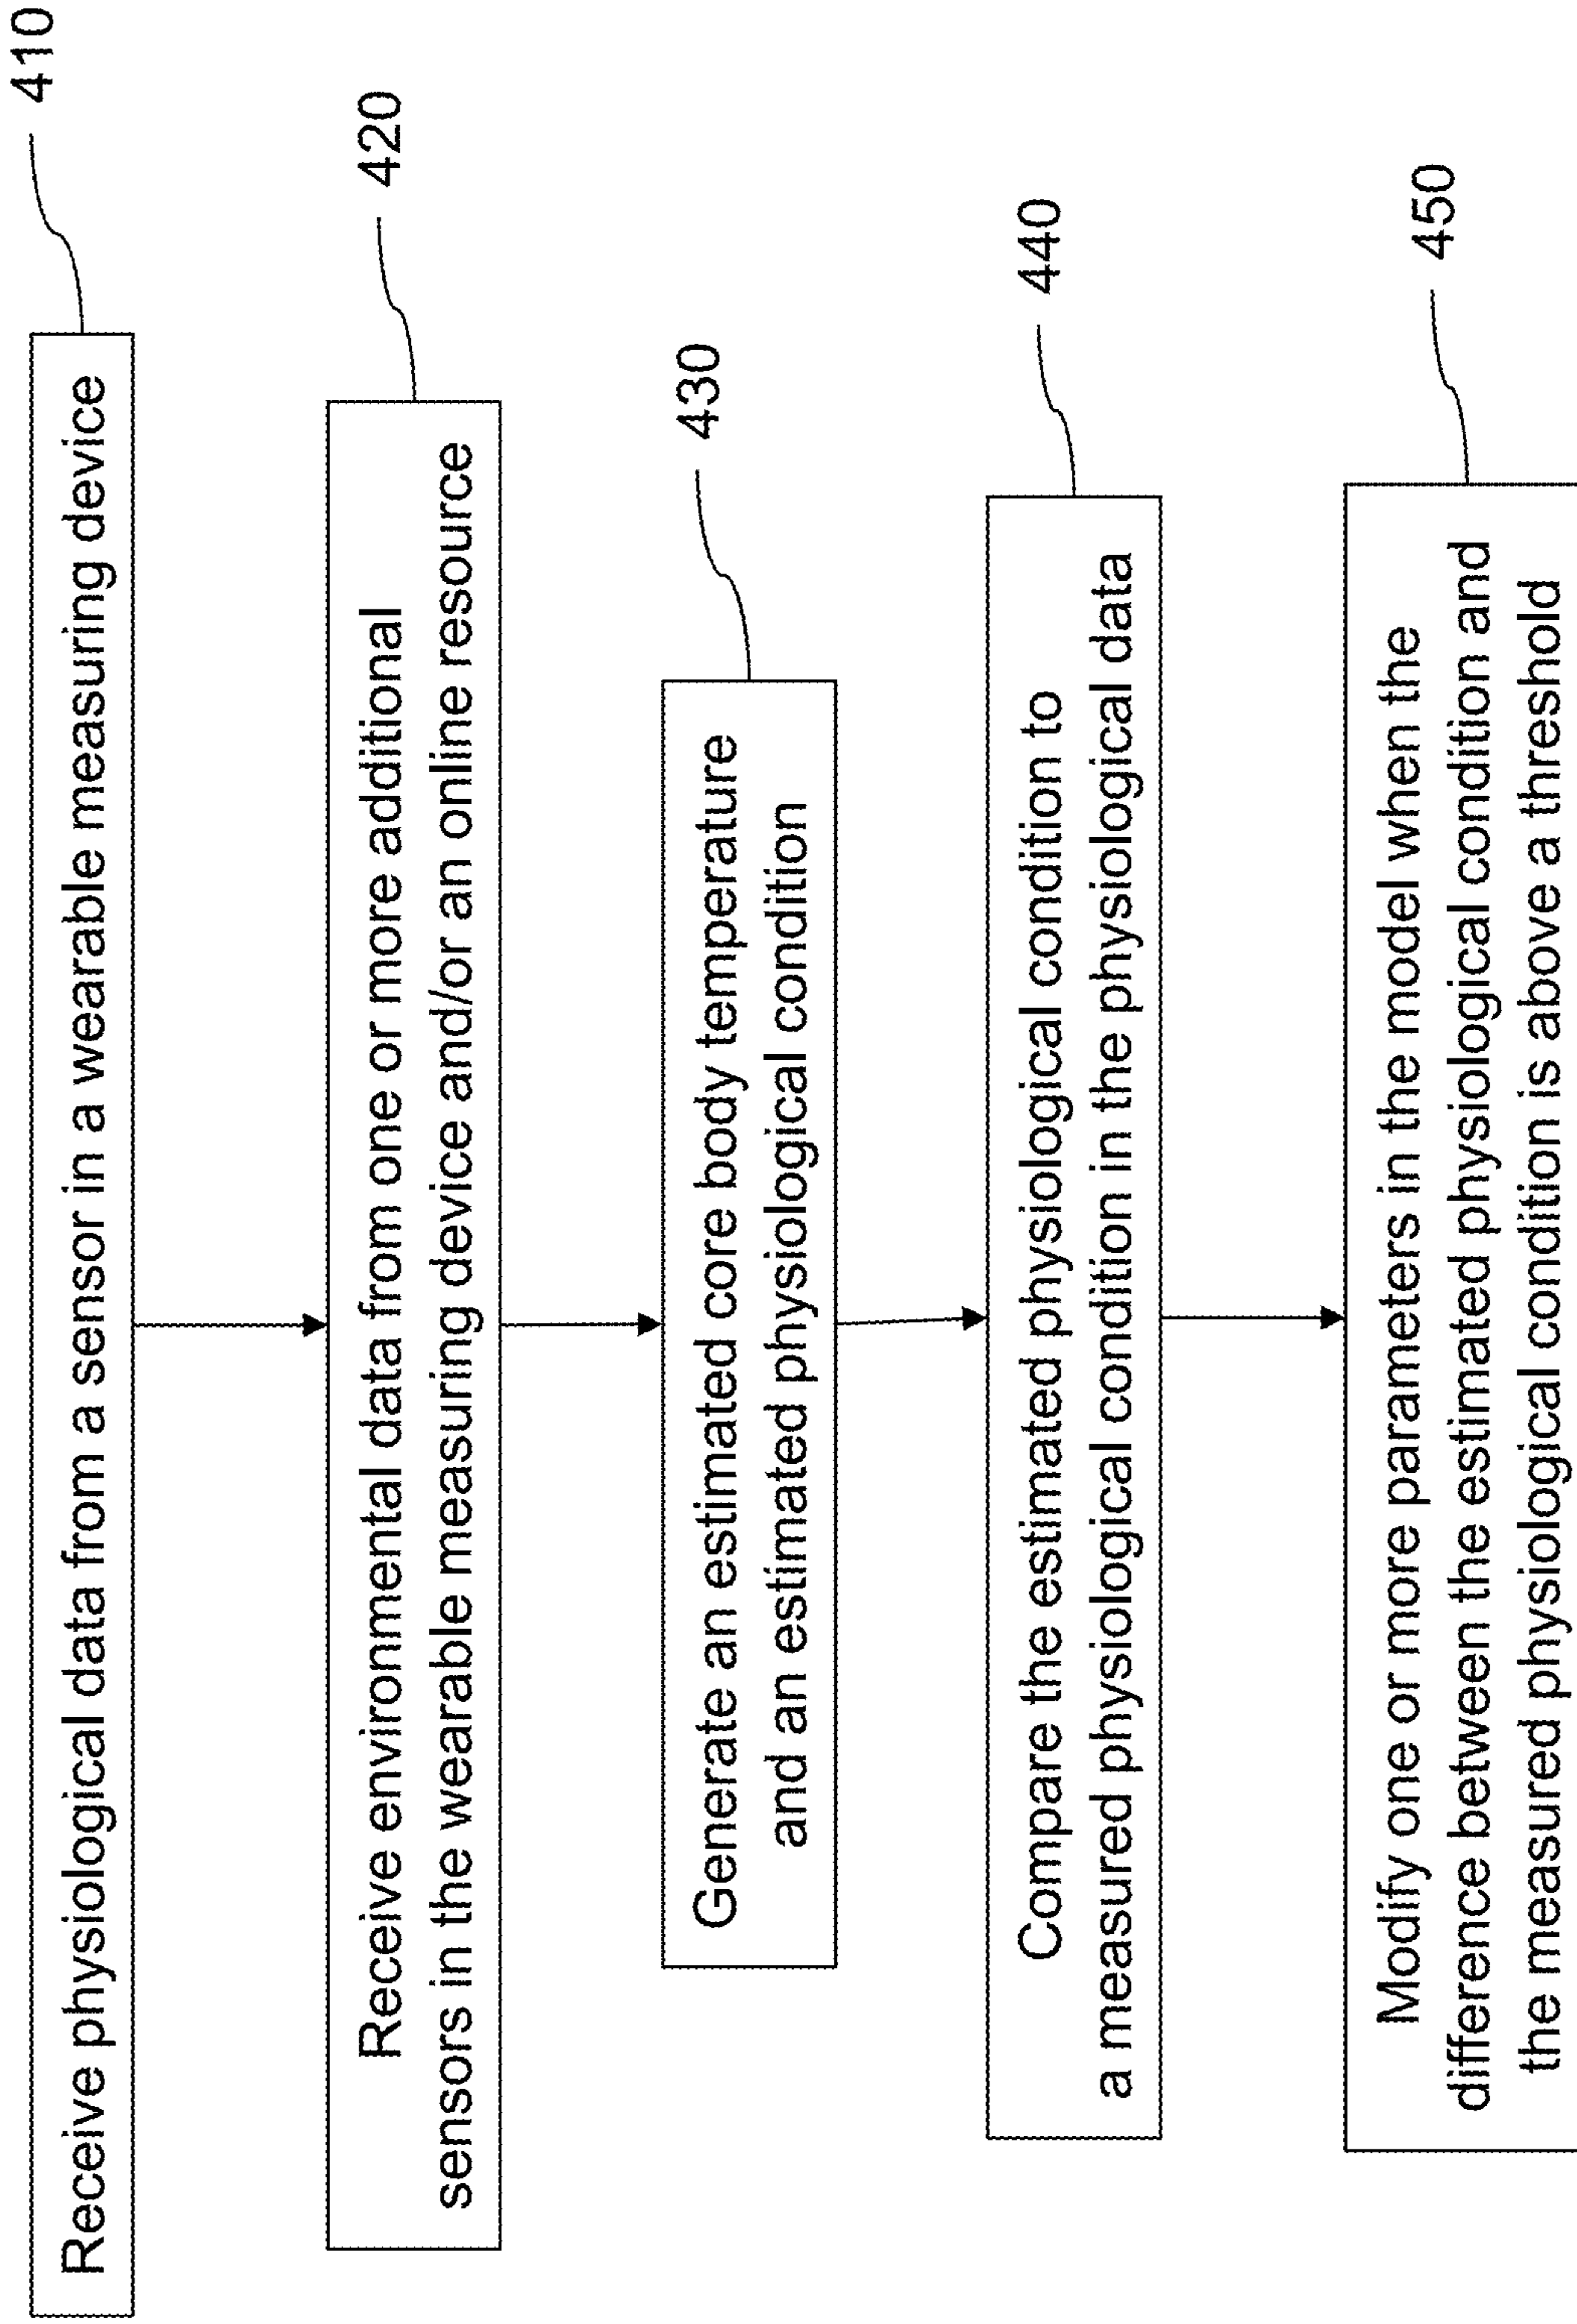 Receive physiological data from a sensor in a wearable measuring device
410
Receive environmental data from one or more additional
sensors in the wearable measuring device and/or an online resource
420
Generate an estimated core body temperature
and an estimated physiological condition
430
Compare the estimated physiological condition to
a measured physiological condition in the physiological data
440
Modify one or more parameters in the model when the
difference between the estimated physiological condition and
the measured physiological condition is above a threshold
450